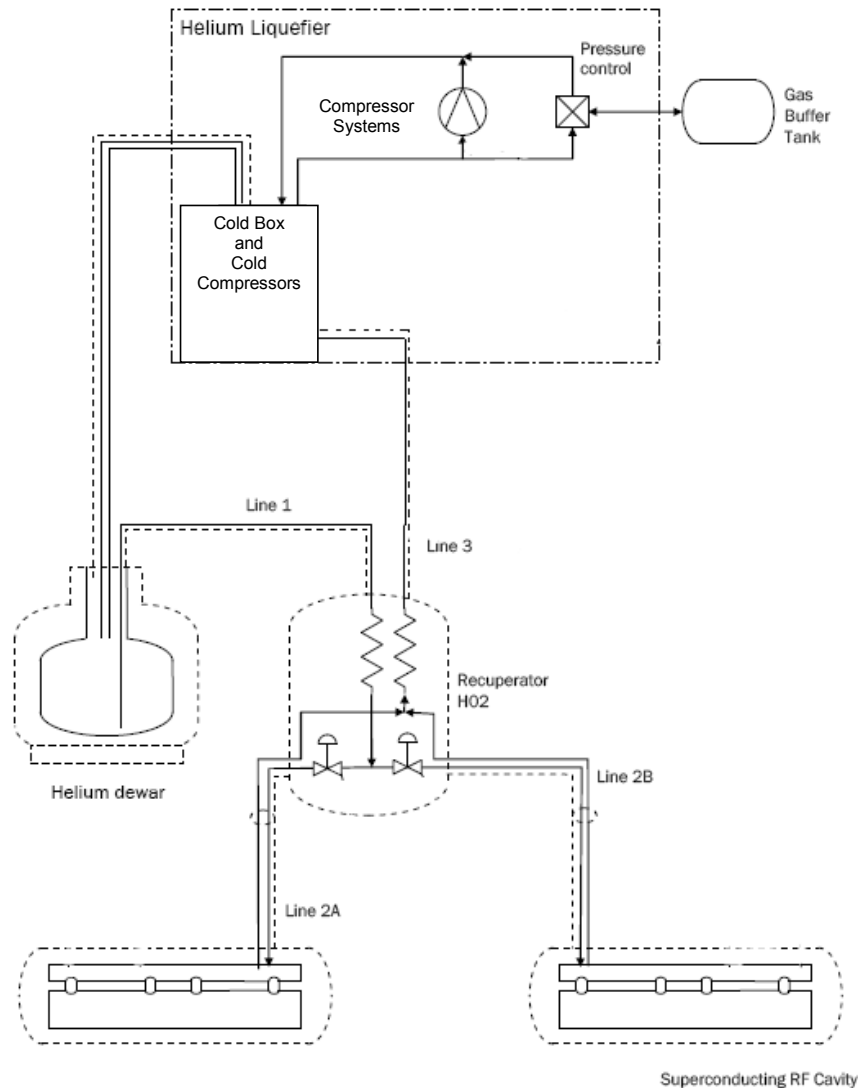 Helium Liquefier
Pressure
control
Compressor
Systems
Gas
Buffer
Tank
Cold Box
and
Cold
Compressors
Line 1
Line 3
Recuperator
H02
Helium dewar
Line 2B
Line 2A
Superconducting RF Cavity